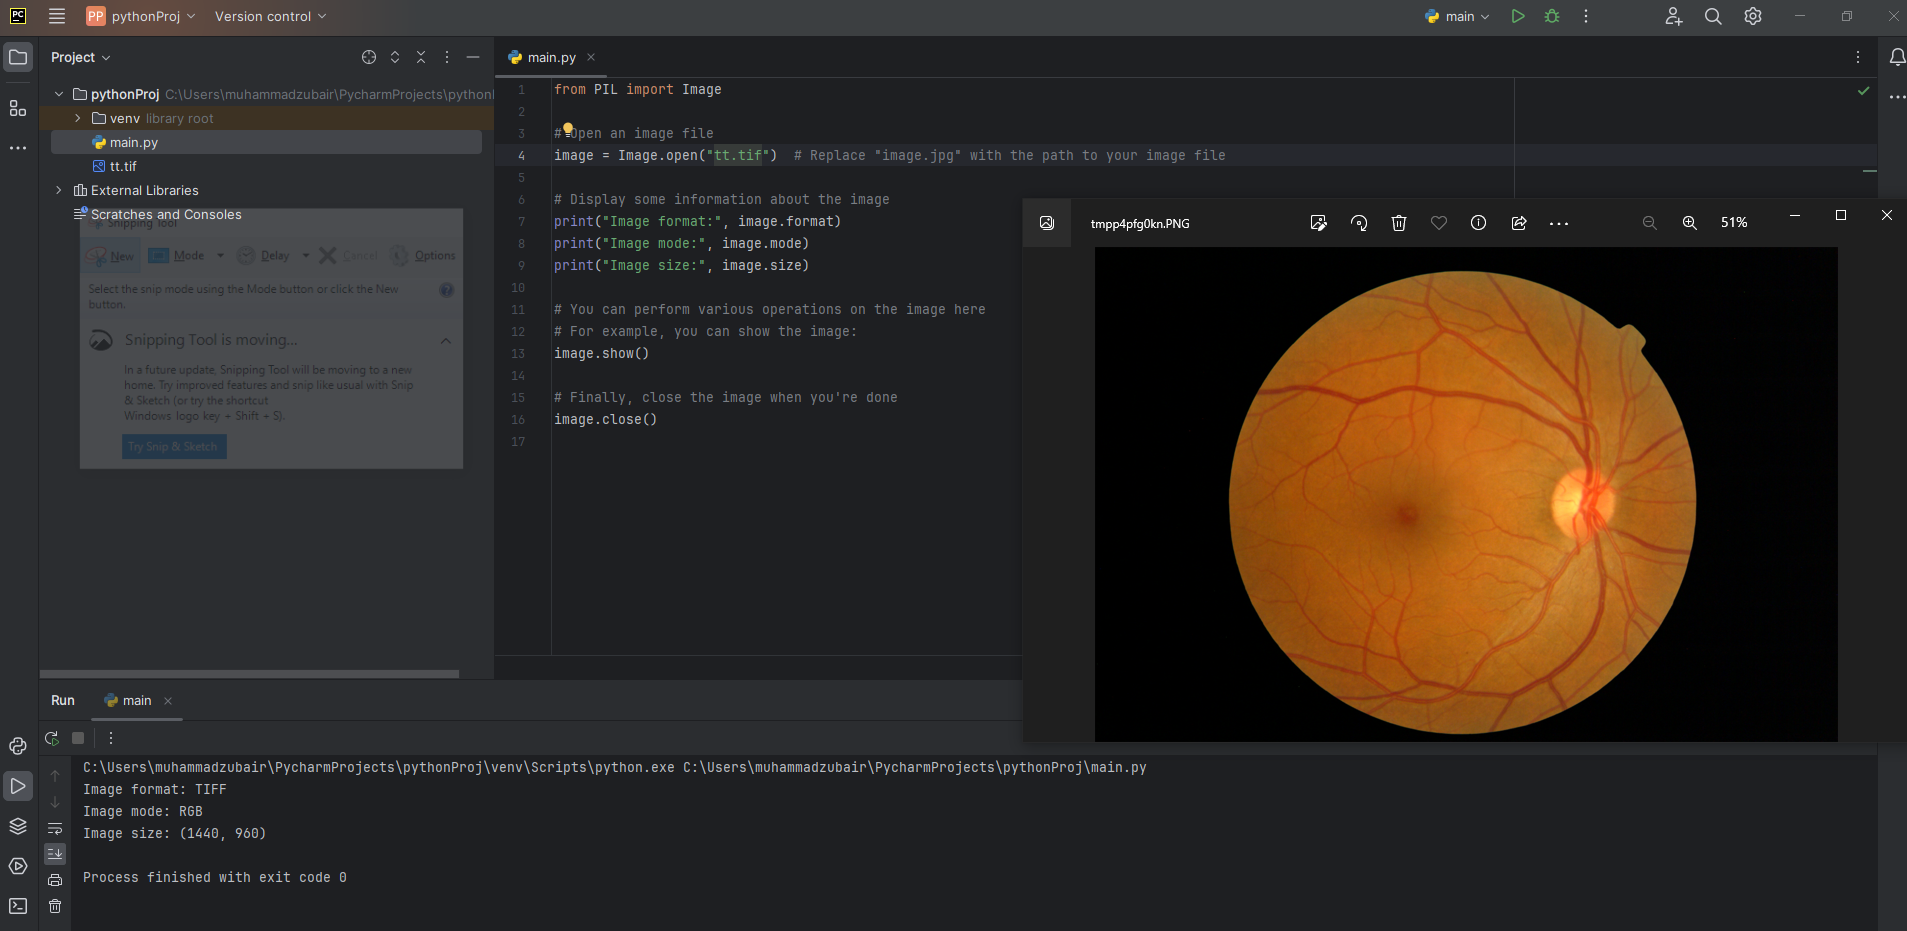 PC
PP pythonProj Version control main
Project
main.py
pythonProj C:\Users\muhammadzubair\PycharmProjects\python
venv library root
main.py
tt.tif
External Libraries
Scratches and Consoles
Snipping Tool
New Mode Delay Cancel Options
Select the snip mode using the Mode button or click the New
button.
Snipping Tool is moving...
In a future update, Snipping Tool will be moving to a new
home. Try improved features and snip like usual with Snip
& Sketch (or try the shortcut
Windows logo key + Shift + S).
Try Snip & Sketch
1 from PIL import Image
2
3 # Open an image file
4 image = Image.open("tt.tif")  # Replace "image.jpg" with the path to your image file
5
6 # Display some information about the image
7 print("Image format:", image.format)
8 print("Image mode:", image.mode)
9 print("Image size:", image.size)
10
11 # You can perform various operations on the image here
12 # For example, you can show the image:
13 image.show()
14
15 # Finally, close the image when you're done
16 image.close()
17
tmpp4pfg0kn.PNG 51%
Run main
C:\Users\muhammadzubair\PycharmProjects\pythonProj\venv\Scripts\python.exe C:\Users\muhammadzubair\PycharmProjects\pythonProj\main.py
Image format: TIFF
Image mode: RGB
Image size: (1440, 960)
Process finished with exit code 0